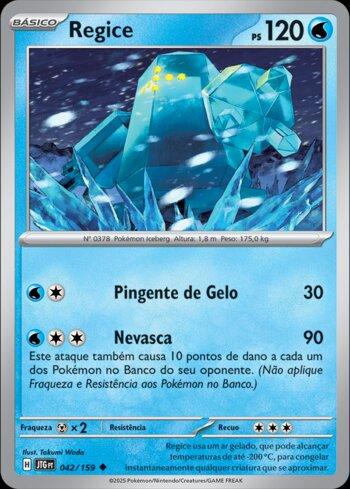 BÁSICO
Regice
PS 120
Nº 0378 Pokémon Iceberg Altura: 1,8 m Peso: 175,0 kg
Pingente de Gelo 30
Nevasca 90
Este ataque também causa 10 pontos de dano a cada um
dos Pokémon no Banco do seu oponente. (Não aplique
Fraqueza e Resistência aos Pokémon no Banco.)
Fraqueza ×2 Resistência Recuo
Ilust. Takumi Wada
H JTG PT 042/159
Regice usa um ar gelado, que pode alcançar
temperaturas de até -200 ºC, para congelar
instantaneamente qualquer criatura que se aproximar.
©2025 Pokémon/Nintendo/Creatures/GAME FREAK